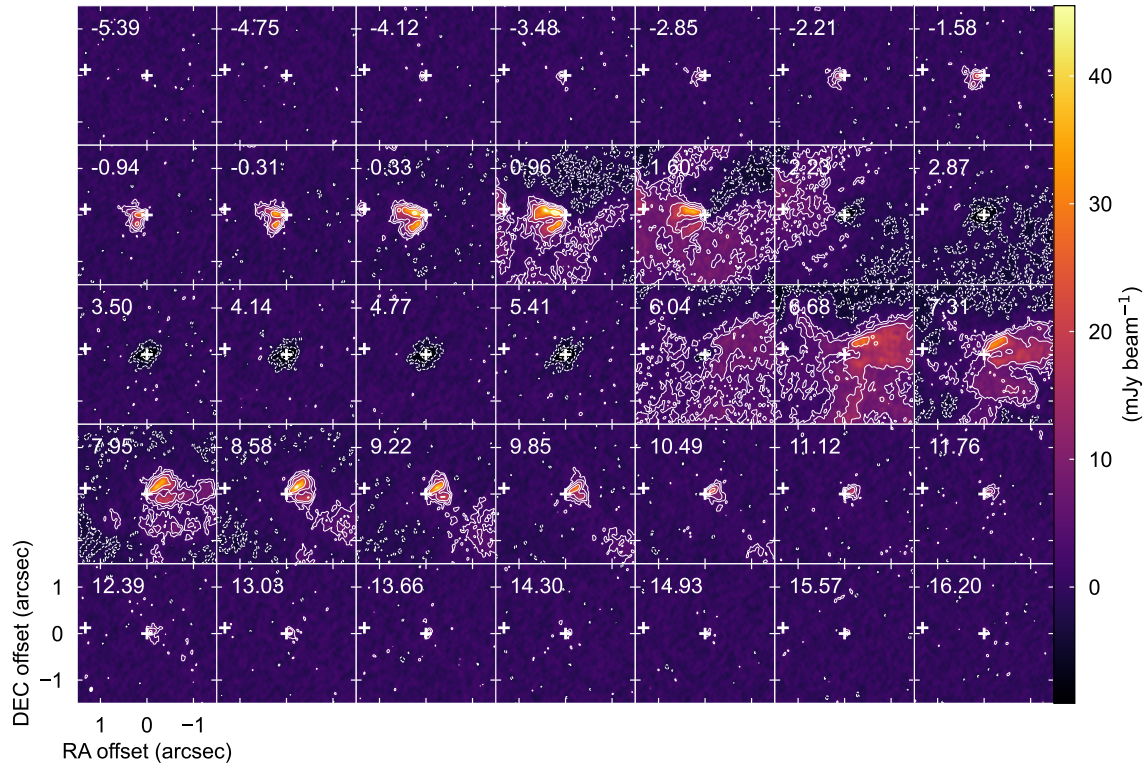 -5.39 -4.75 -4.12 -3.48 -2.85 -2.21 -1.58
-0.94 -0.31 0.33 0.96 1.60 2.23 2.87
3.50 4.14 4.77 5.41 6.04 6.68 7.31
7.95 8.58 9.22 9.85 10.49 11.12 11.76
12.39 13.03 13.66 14.30 14.93 15.57 16.20
40
30
20
10
0
(mJy beam⁻¹)
DEC offset (arcsec)
1
0
−1
1 0 −1
RA offset (arcsec)